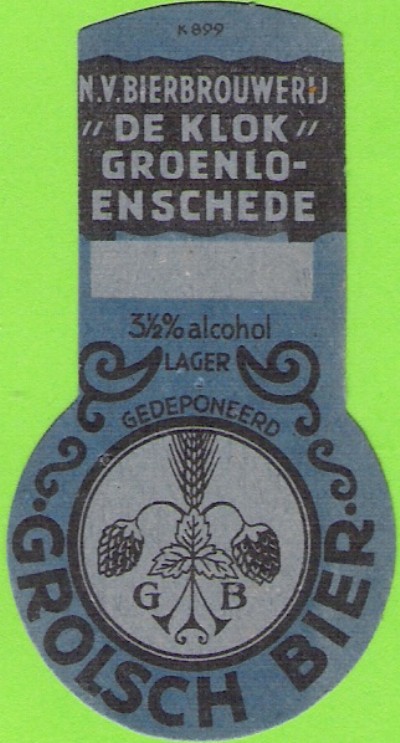 K 899
N.V. BIERBROUWERIJ
"DE KLOK"
GROENLO-
ENSCHEDE
3½% alcohol
LAGER
GEDEPONEERD
G B
·GROLSCH BIER·